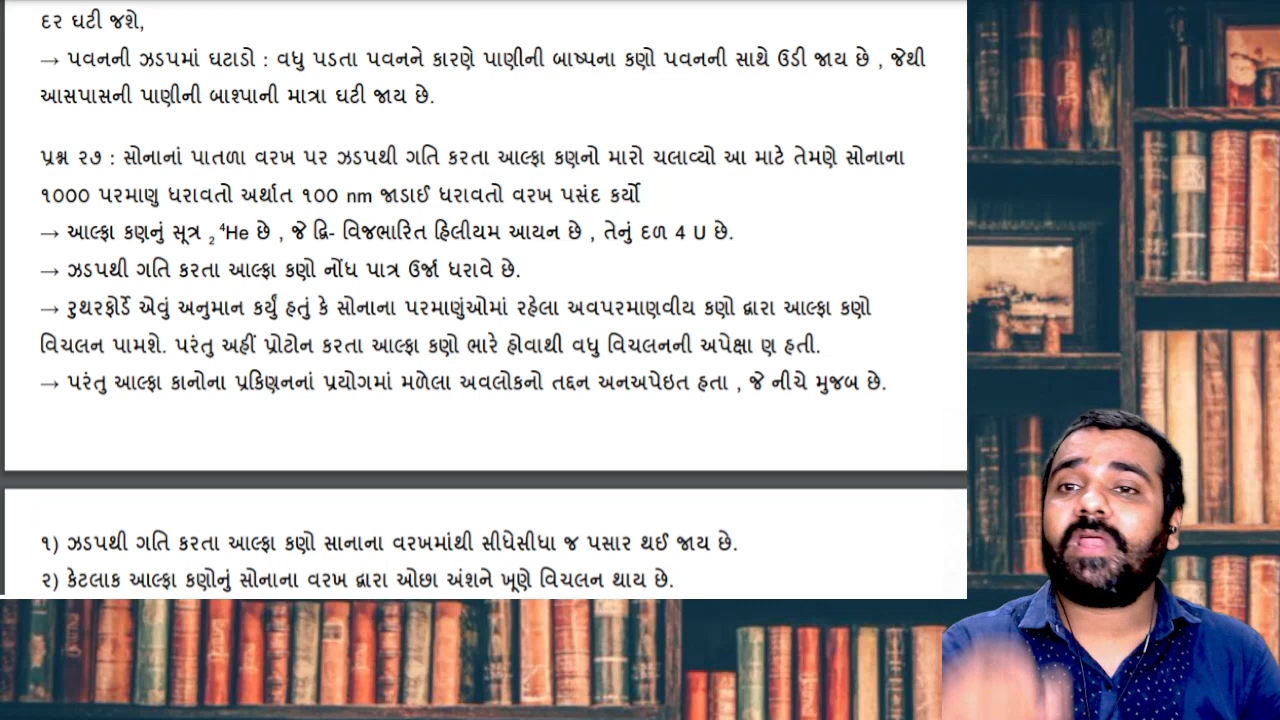 દર ઘટી જશે,
→ પવનની ઝડપમાં ઘટાડો : વધુ પડતા પવનને કારણે પાણીની બાષ્પના કણો પવનની સાથે ઉડી જાય છે , જેથી
આસપાસની પાણીની બાશ્પાની માત્રા ઘટી જાય છે.
પ્રશ્ન ૨૭ : સોનાનાં પાતળા વરખ પર ઝડપથી ગતિ કરતા આલ્ફા કણનો મારો ચલાવ્યો આ માટે તેમણે સોનાના
૧૦૦૦ પરમાણુ ધરાવતો અર્થાત ૧૦૦ nm જાડાઈ ધરાવતો વરખ પસંદ કર્યો
→ આલ્ફા કણનું સૂત્ર ₂ ⁴He છે , જે દ્વિ- વિજભારિત હિલીયમ આયન છે , તેનું દળ 4 U છે.
→ ઝડપથી ગતિ કરતા આલ્ફા કણો નોંધ પાત્ર ઉર્જા ધરાવે છે.
→ રુથરફોર્ડે એવું અનુમાન કર્યું હતું કે સોનાના પરમાણુંઓમાં રહેલા અવપરમાણવીય કણો દ્વારા આલ્ફા કણો
વિચલન પામશે. પરંતુ અહીં પ્રોટોન કરતા આલ્ફા કણો ભારે હોવાથી વધુ વિચલનની અપેક્ષા ણ હતી.
→ પરંતુ આલ્ફા કાનોના પ્રકિણનનાં પ્રયોગમાં મળેલા અવલોકનો તદ્દન અનઅપેઇત હતા , જે નીચે મુજબ છે.
૧) ઝડપથી ગતિ કરતા આલ્ફા કણો સાનાના વરખમાંથી સીધેસીધા જ પસાર થઈ જાય છે.
૨) કેટલાક આલ્ફા કણોનું સોનાના વરખ દ્વારા ઓછા અંશને ખૂણે વિચલન થાય છે.